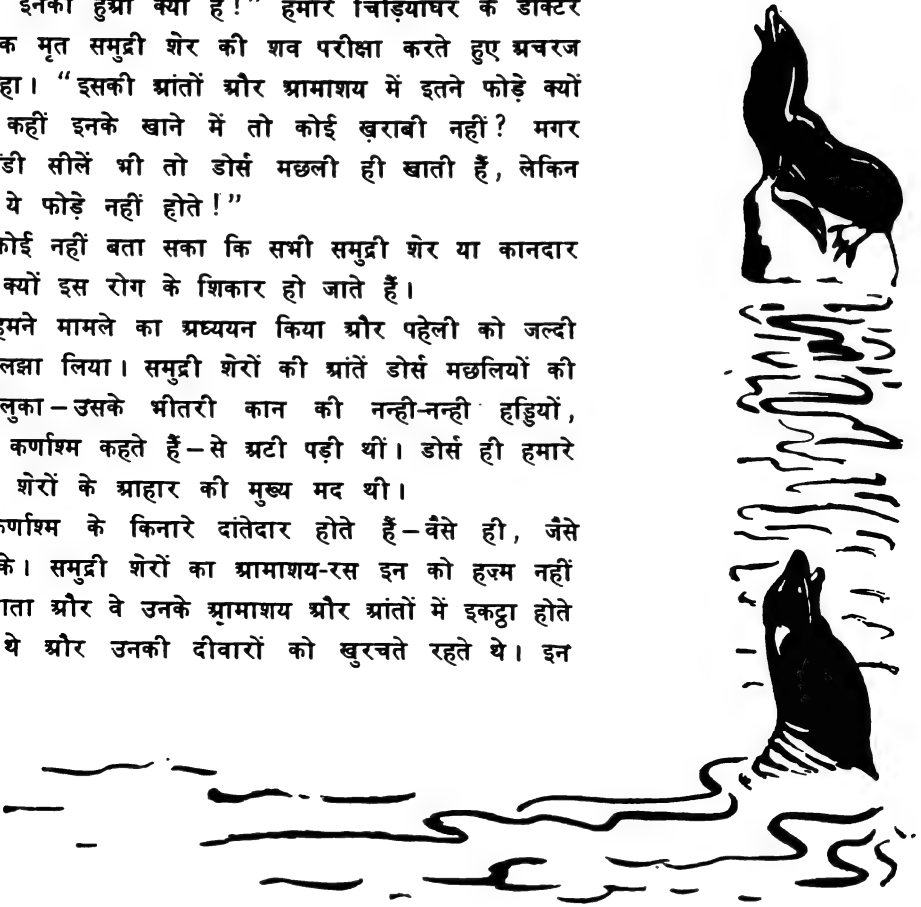 इनको हुआ क्या है!” हमारे चिड़ियाघर के डाक्टर
क मृत समुद्री शेर की शव परीक्षा करते हुए अचरज
हा। “इसकी आंतों और आमाशय में इतने फोड़े क्यों
कहीं इनके खाने में तो कोई ख़राबी नहीं? मगर
डी सीलें भी तो डोर्स मछली ही खाती हैं, लेकिन
ये फोड़े नहीं होते!”
कोई नहीं बता सका कि सभी समुद्री शेर या कानदार
क्यों इस रोग के शिकार हो जाते हैं।
हमने मामले का अध्ययन किया और पहेली को जल्दी
लझा लिया। समुद्री शेरों की आंतें डोर्स मछलियों की
लुका – उसके भीतरी कान की नन्ही-नन्ही हड्डियों,
कर्णाश्म कहते हैं – से अटी पड़ी थीं। डोर्स ही हमारे
शेरों के आहार की मुख्य मद थी।
कर्णाश्म के किनारे दांतेदार होते हैं – वैसे ही, जैसे
के। समुद्री शेरों का आमाशय-रस इन को हज़्म नहीं
ाता और वे उनके आमाशय और आंतों में इकट्ठा होते
थे और उनकी दीवारों को खुरचते रहते थे। इन